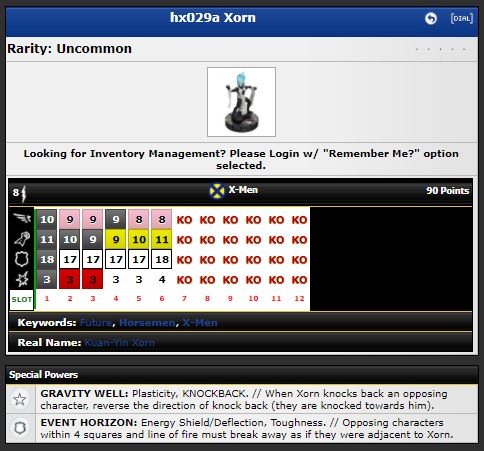 hx029a Xorn
[DIAL]
Rarity: Uncommon
Looking for Inventory Management? Please Login w/ "Remember Me?" option
selected.
8 X-Men 90 Points
10 9 9 8 8 9 KO KO KO KO KO KO
11 10 9 9 10 11 KO KO KO KO KO KO
18 17 17 17 17 18 KO KO KO KO KO KO
3 3 3 3 3 4 KO KO KO KO KO KO
SLOT 1 2 3 4 5 6 7 8 9 10 11 12
Keywords: Future, Horsemen, X-Men
Real Name: Kuan-Yin Xorn
Special Powers
GRAVITY WELL: Plasticity, KNOCKBACK. // When Xorn knocks back an opposing
character, reverse the direction of knock back (they are knocked towards him).
EVENT HORIZON: Energy Shield/Deflection, Toughness. // Opposing characters
within 4 squares and line of fire must break away as if they were adjacent to Xorn.